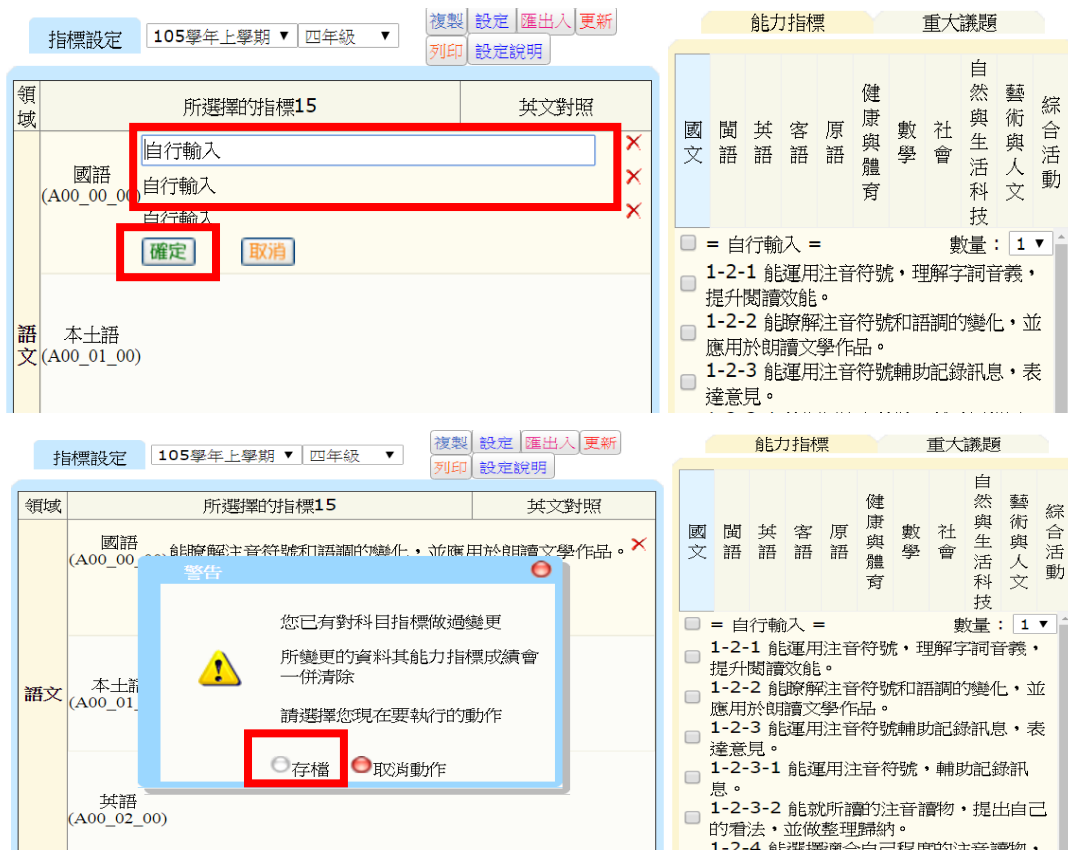 指標設定 105學年上學期 ▼ 四年級 ▼ 複製 設定 匯出入 更新
列印 設定說明
領域 所選擇的指標15 英文對照
自行輸入
國語
(A00_00_00)
自行輸入
自行輸入
確定 取消
語文
本土語
(A00_01_00)
能力指標 重大議題
國文 閩語 英語 客語 原語 健康與體育 數學 社會 自然與生活科技 藝術與人文 綜合活動
= 自行輸入 = 數量： 1 ▼
1-2-1 能運用注音符號，理解字詞音義，
提升閱讀效能。
1-2-2 能瞭解注音符號和語調的變化，並
應用於朗讀文學作品。
1-2-3 能運用注音符號輔助記錄訊息，表
達意見。
指標設定 105學年上學期 ▼ 四年級 ▼ 複製 設定 匯出入 更新
列印 設定說明
領域 所選擇的指標15 英文對照
國語
(A00_00_00) 能瞭解注音符號和語調的變化，並應用於朗讀文學作品。
警告
您已有對科目指標做過變更
所變更的資料其能力指標成績會
一併清除
請選擇您現在要執行的動作
存檔 取消動作
語文
本土語
(A00_01
英語
(A00_02_00)
能力指標 重大議題
國文 閩語 英語 客語 原語 健康與體育 數學 社會 自然與生活科技 藝術與人文 綜合活動
= 自行輸入 = 數量： 1 ▼
1-2-1 能運用注音符號，理解字詞音義，
提升閱讀效能。
1-2-2 能瞭解注音符號和語調的變化，並
應用於朗讀文學作品。
1-2-3 能運用注音符號輔助記錄訊息，表
達意見。
1-2-3-1 能運用注音符號，輔助記錄訊
息。
1-2-3-2 能就所讀的注音讀物，提出自己
的看法，並做整理歸納。
1-2-4 能選擇適合自己程度的注音讀物，